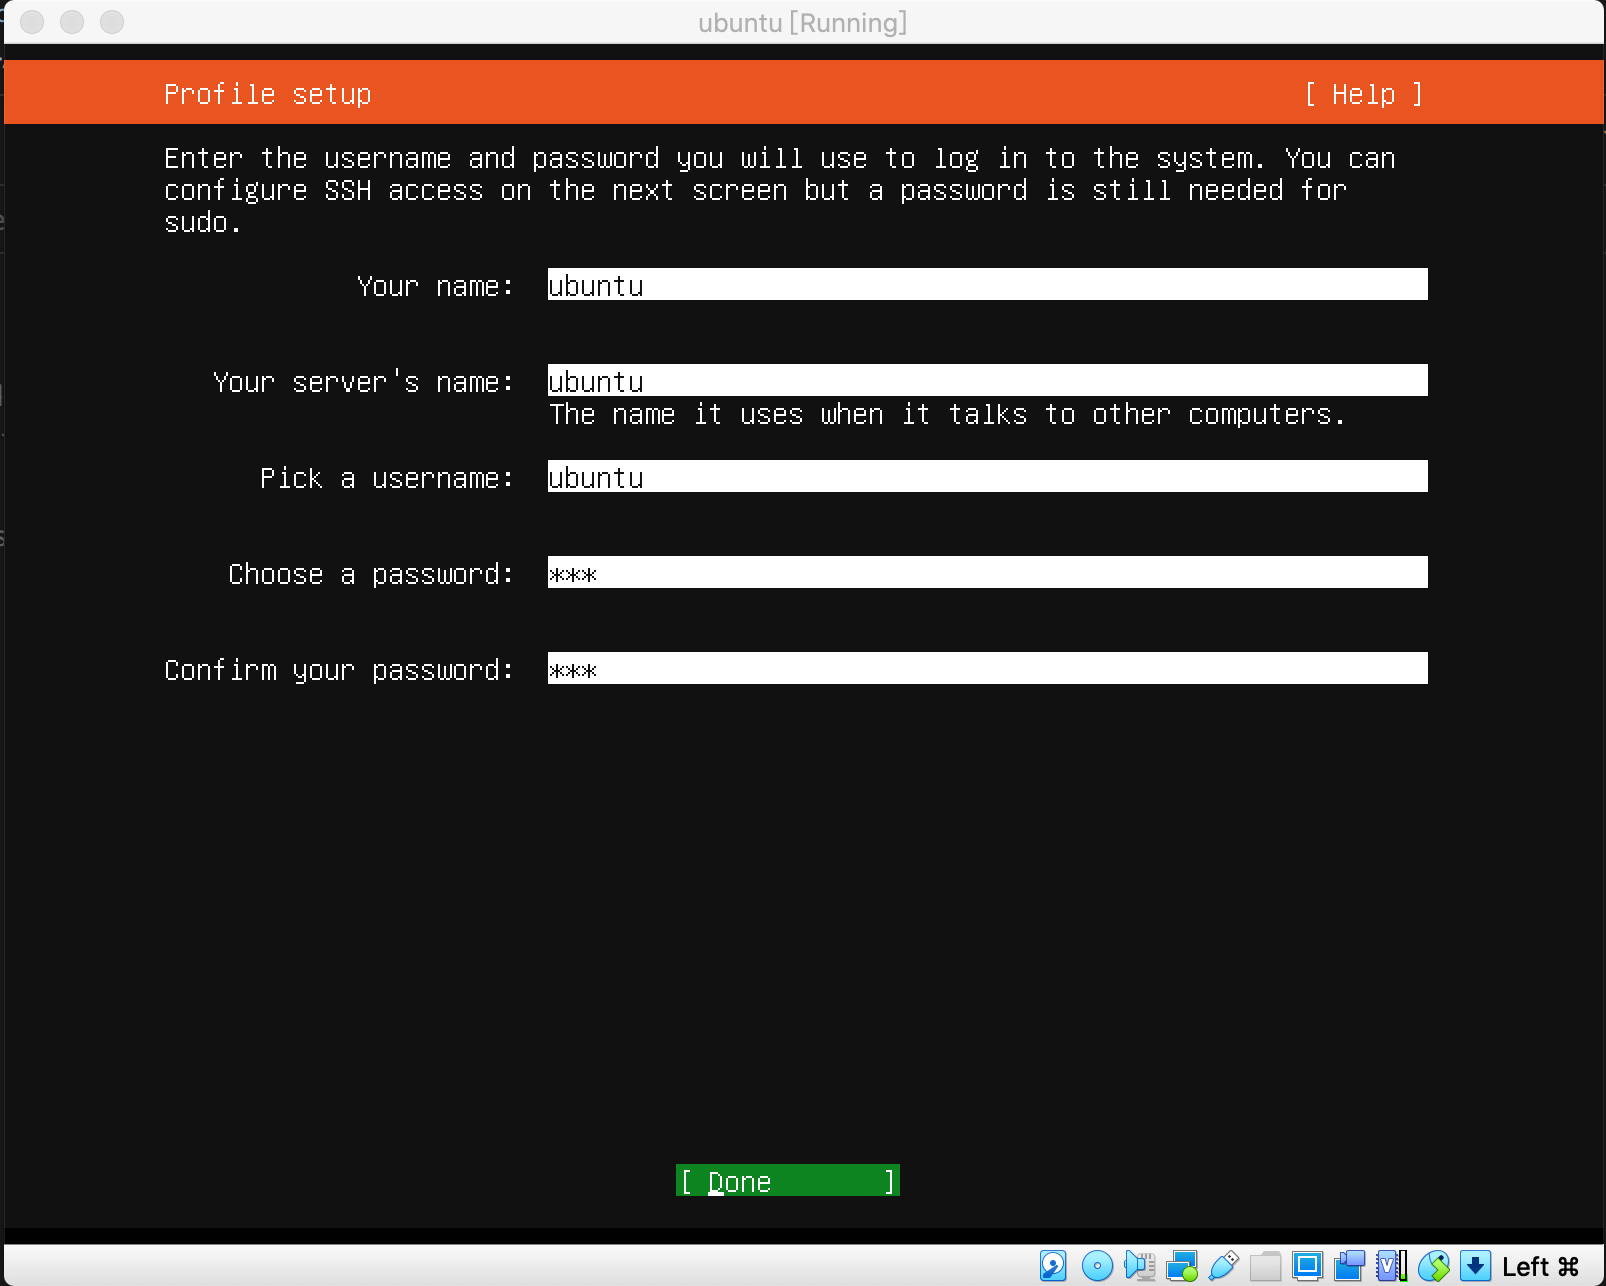 ubuntu [Running]
Profile setup [ Help ]
Enter the username and password you will use to log in to the system. You can
configure SSH access on the next screen but a password is still needed for
sudo.
Your name: ubuntu
Your server's name: ubuntu
The name it uses when it talks to other computers.
Pick a username: ubuntu
Choose a password: ***
Confirm your password: ***
[ Done ]
Left ⌘